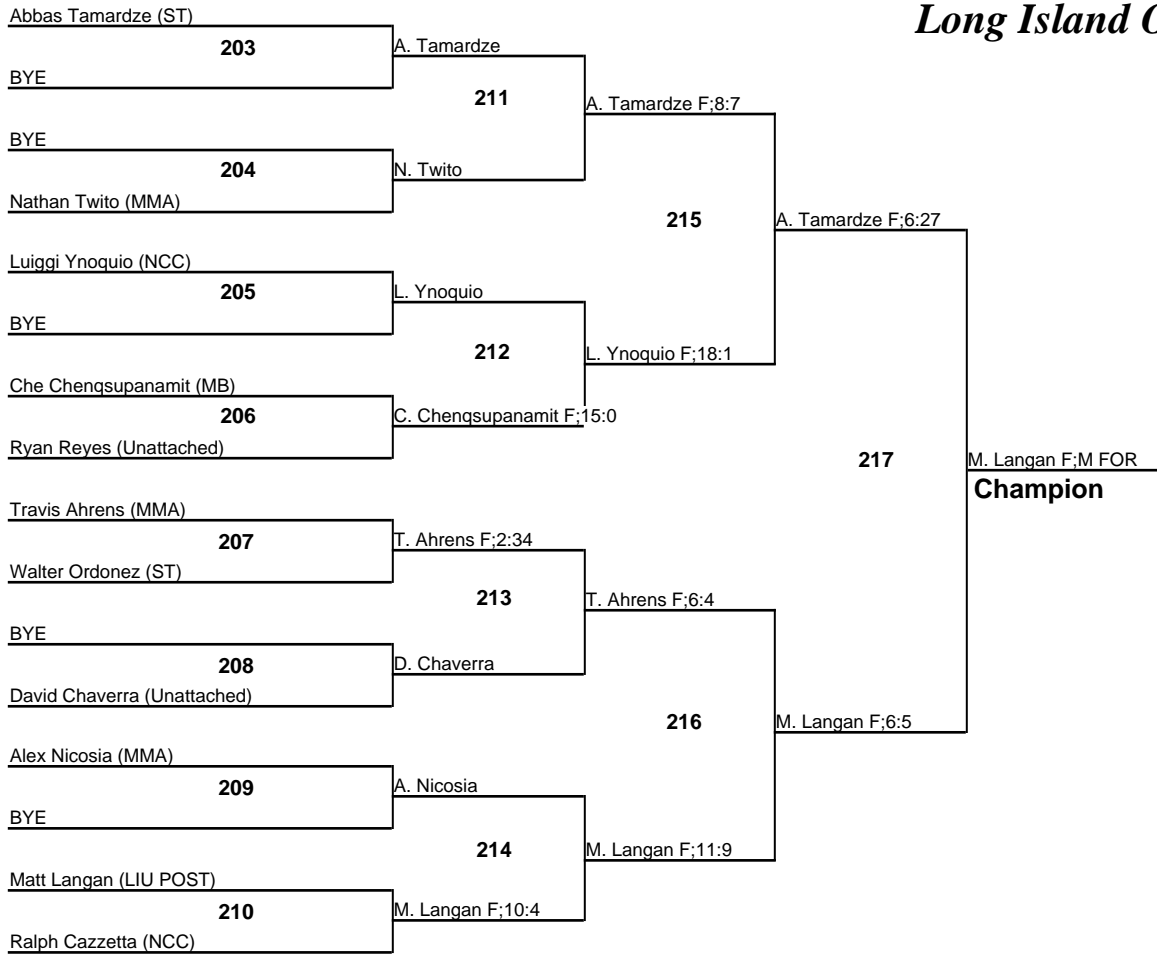 Abbas Tamardze (ST)
Long Island O
203
A. Tamardze
BYE
211
A. Tamardze F;8:7
BYE
204
N. Twito
Nathan Twito (MMA)
215
A. Tamardze F;6:27
Luiggi Ynoquio (NCC)
205
L. Ynoquio
BYE
212
L. Ynoquio F;18:1
Che Chenqsupanamit (MB)
206
C. Chenqsupanamit F;15:0
Ryan Reyes (Unattached)
217
M. Langan F;M FOR
Champion
Travis Ahrens (MMA)
207
T. Ahrens F;2:34
Walter Ordonez (ST)
213
T. Ahrens F;6:4
BYE
208
D. Chaverra
David Chaverra (Unattached)
216
M. Langan F;6:5
Alex Nicosia (MMA)
209
A. Nicosia
BYE
214
M. Langan F;11:9
Matt Langan (LIU POST)
210
M. Langan F;10:4
Ralph Cazzetta (NCC)